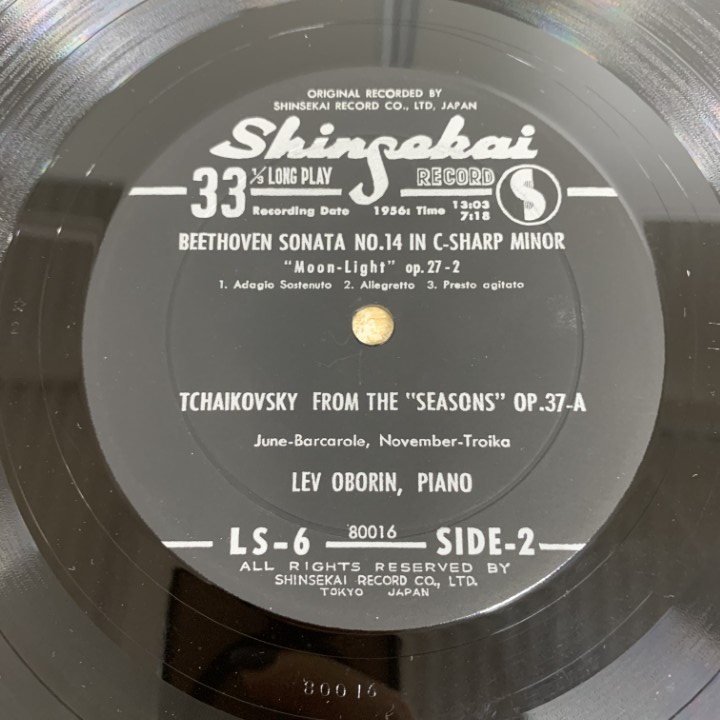 ORIGINAL RECORDED BY
SHINSEKAI RECORD CO., LTD, JAPAN
Shinsekai
33 ⅓ LONG PLAY RECORD S
Recording Date 1956: Time 13:03
7:18
BEETHOVEN SONATA NO.14 IN C-SHARP MINOR
"Moon-Light" op.27-2
1. Adagio Sostenuto 2. Allegretto 3. Presto agitato
TCHAIKOVSKY FROM THE "SEASONS" OP.37-A
June-Barcarole, November-Troika
LEV OBORIN, PIANO
LS-6 80016 SIDE-2
ALL RIGHTS RESERVED BY
SHINSEKAI RECORD CO., LTD.
TOKYO JAPAN
80016